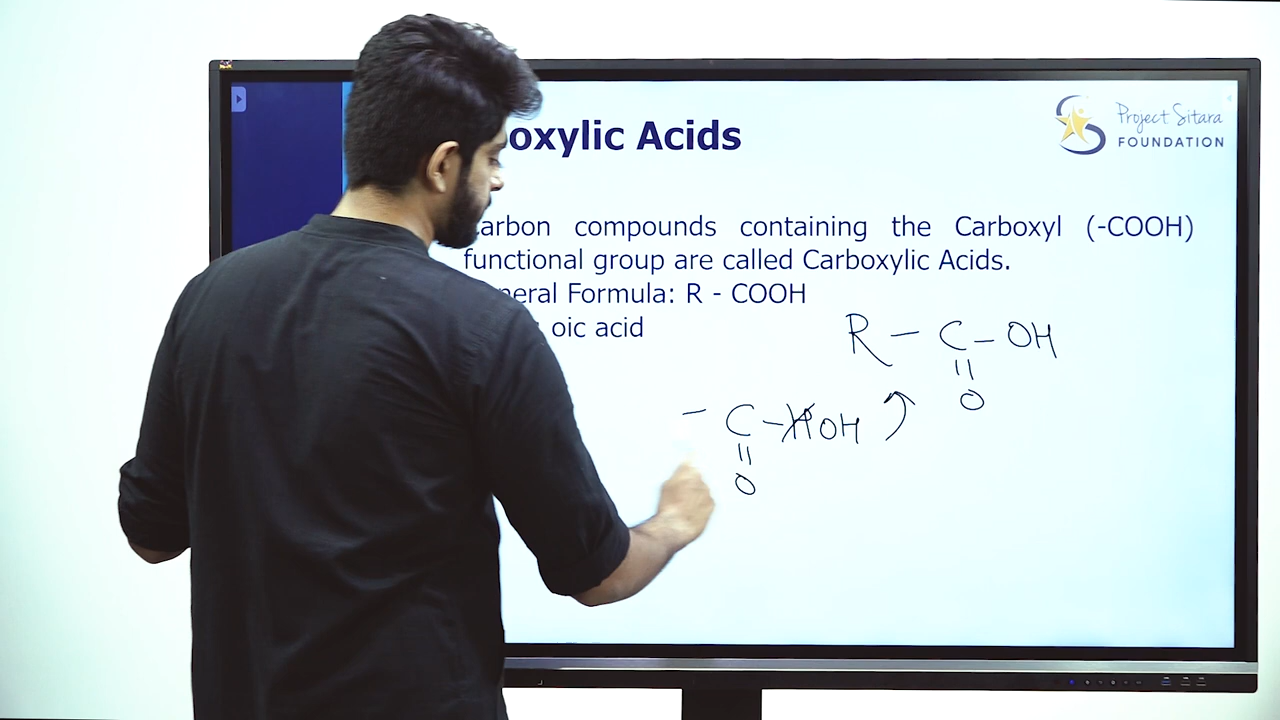 oxylic Acids
Project Sitara
FOUNDATION
arbon compounds containing the Carboxyl (-COOH)
functional group are called Carboxylic Acids.
neral Formula: R - COOH
oic acid
R - C - OH
||
O
- C - OH
||
O